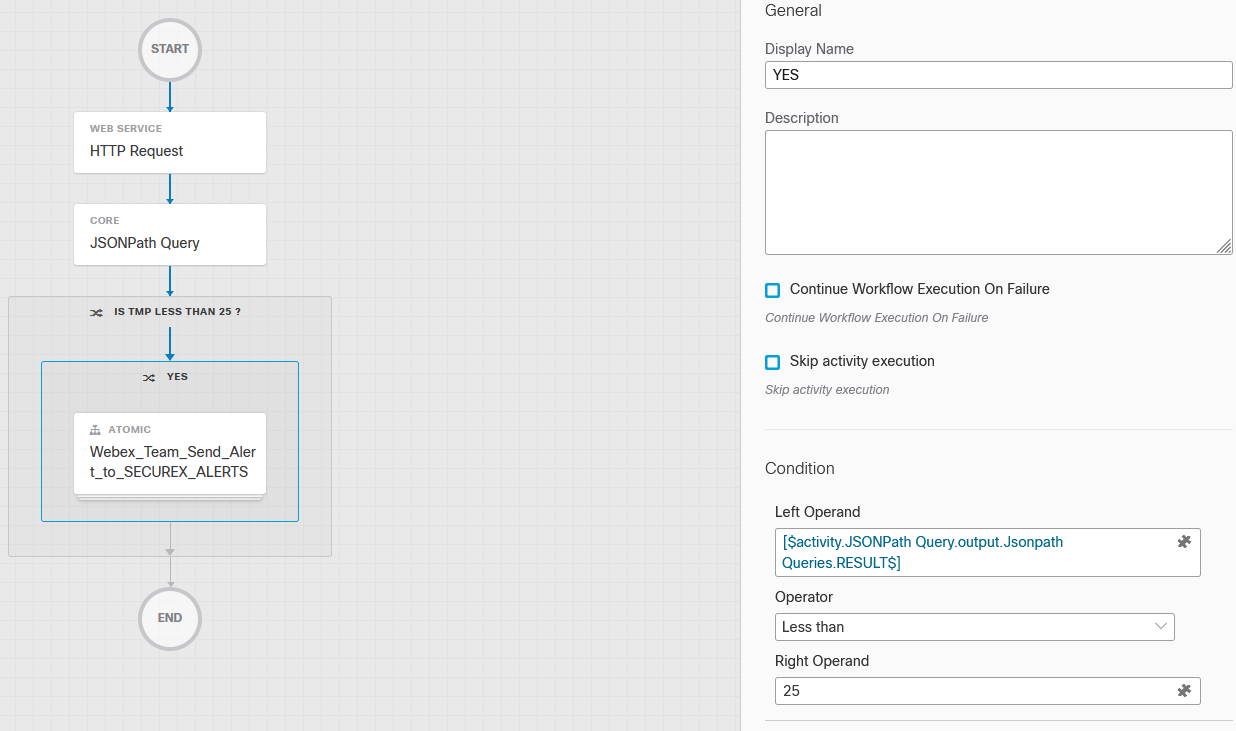 START
WEB SERVICE
HTTP Request
CORE
JSONPath Query
IS TMP LESS THAN 25 ?
YES
ATOMIC
Webex_Team_Send_Aler
t_to_SECUREX_ALERTS
END
General
Display Name
YES
Description
Continue Workflow Execution On Failure
Continue Workflow Execution On Failure
Skip activity execution
Skip activity execution
Condition
Left Operand
[$activity.JSONPath Query.output.Jsonpath
Queries.RESULT$]
Operator
Less than
Right Operand
25